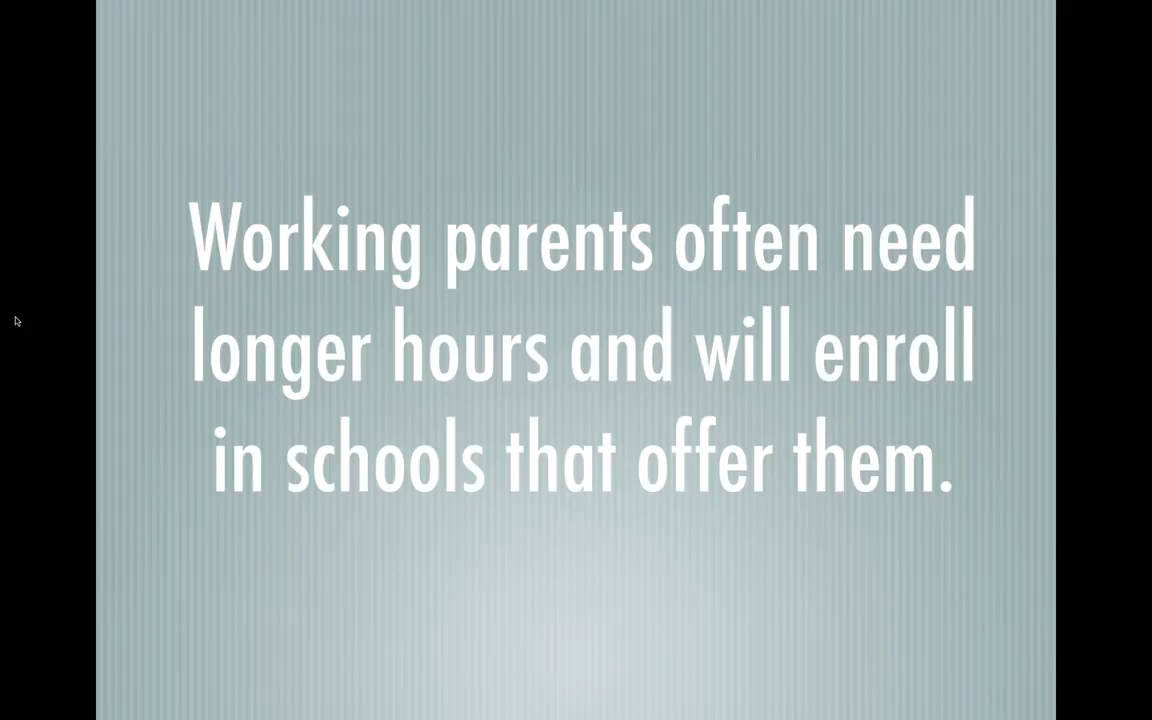 Working parents often need
longer hours and will enroll
in schools that offer them.